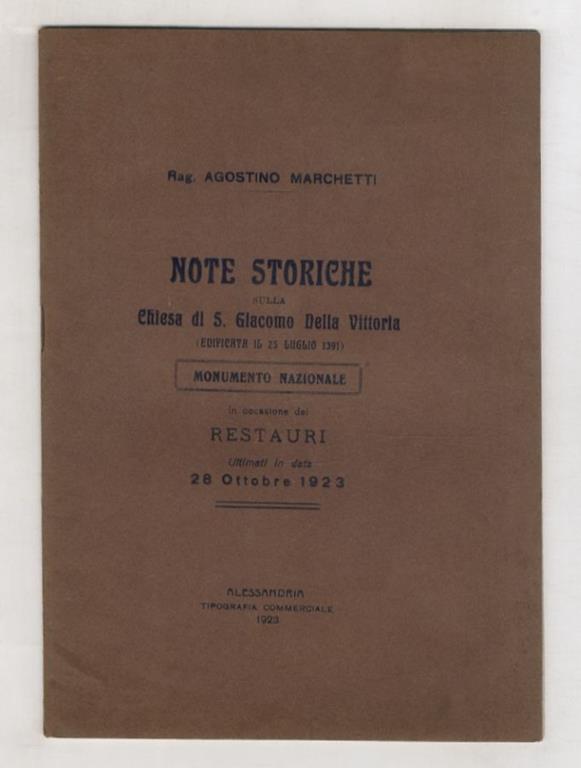 Rag. AGOSTINO MARCHETTI
NOTE STORICHE
SULLA
Chiesa di S. Giacomo Della Vittoria
(EDIFICATA IL 25 LUGLIO 1391)
MONUMENTO NAZIONALE
in occasione dei
RESTAURI
Ultimati in data
28 Ottobre 1923
ALESSANDRIA
TIPOGRAFIA COMMERCIALE
1923